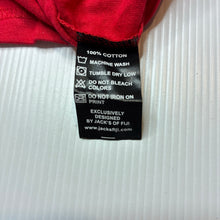 100% COTTON
MACHINE WASH
TUMBLE DRY LOW
DO NOT BLEACH
COLORS
DO NOT IRON ON
PRINT
EXCLUSIVELY
DESIGNED
BY JACK'S OF FIJI
www.jacksfiji.com